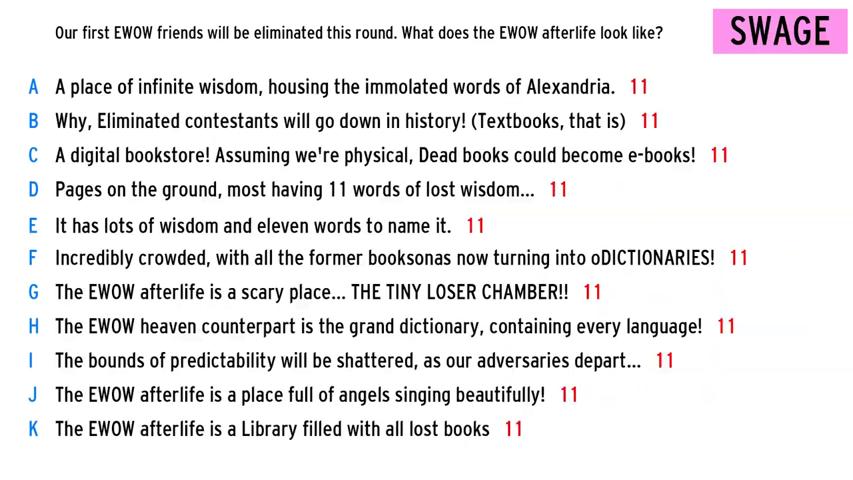 Our first EWOW friends will be eliminated this round. What does the EWOW afterlife look like?
SWAGE
A A place of infinite wisdom, housing the immolated words of Alexandria. 11
B Why, Eliminated contestants will go down in history! (Textbooks, that is) 11
C A digital bookstore! Assuming we're physical, Dead books could become e-books! 11
D Pages on the ground, most having 11 words of lost wisdom... 11
E It has lots of wisdom and eleven words to name it. 11
F Incredibly crowded, with all the former booksonas now turning into oDICTIONARIES! 11
G The EWOW afterlife is a scary place... THE TINY LOSER CHAMBER!! 11
H The EWOW heaven counterpart is the grand dictionary, containing every language! 11
I The bounds of predictability will be shattered, as our adversaries depart... 11
J The EWOW afterlife is a place full of angels singing beautifully! 11
K The EWOW afterlife is a Library filled with all lost books 11